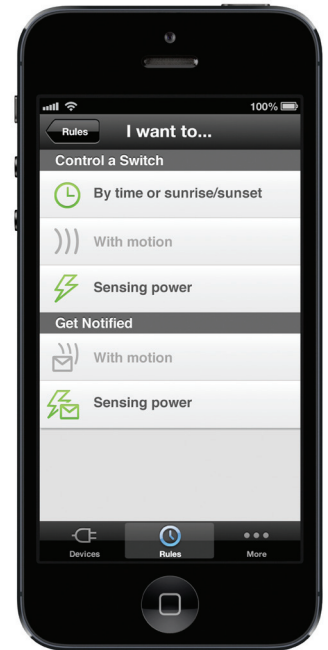 100%
Rules
I want to...
Control a Switch
By time or sunrise/sunset
With motion
Sensing power
Get Notified
With motion
Sensing power
Devices
Rules
More